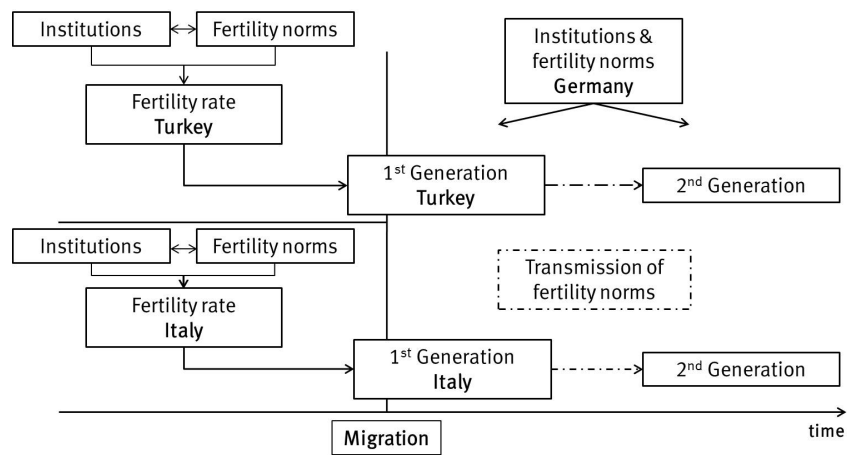 Institutions
Fertility norms
Fertility rate
Turkey
Institutions &
fertility norms
Germany
1st Generation
Turkey
2nd Generation
Institutions
Fertility norms
Fertility rate
Italy
Transmission of
fertility norms
1st Generation
Italy
2nd Generation
time
Migration